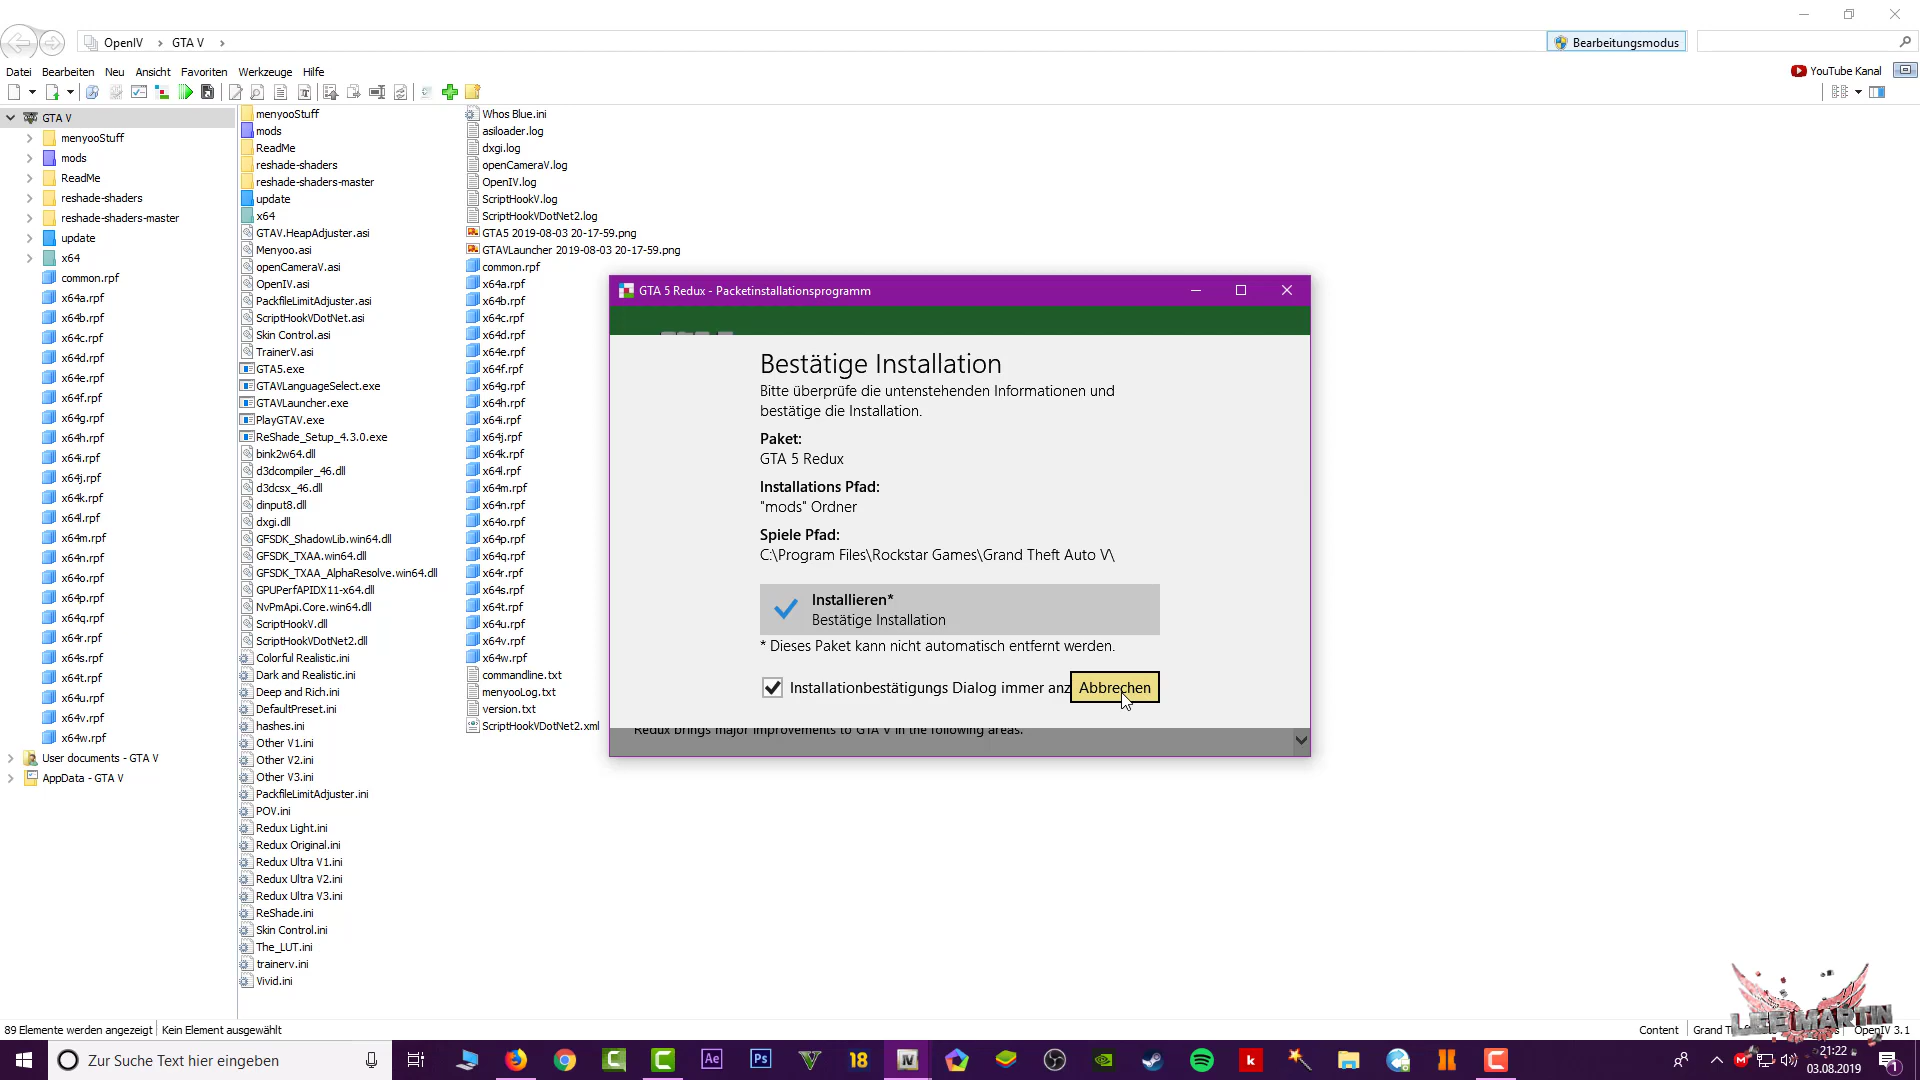 OpenIV
GTA V
Bearbeitungsmodus
Datei Bearbeiten Neu Ansicht Favoriten Werkzeuge Hilfe
YouTube Kanal
GTA V
menyooStuff
mods
ReadMe
reshade-shaders
reshade-shaders-master
update
x64
common.rpf
x64a.rpf
x64b.rpf
x64c.rpf
x64d.rpf
x64e.rpf
x64f.rpf
x64g.rpf
x64h.rpf
x64i.rpf
x64j.rpf
x64k.rpf
x64l.rpf
x64m.rpf
x64n.rpf
x64o.rpf
x64p.rpf
x64q.rpf
x64r.rpf
x64s.rpf
x64t.rpf
x64u.rpf
x64v.rpf
x64w.rpf
User documents - GTA V
AppData - GTA V
menyooStuff
mods
ReadMe
reshade-shaders
reshade-shaders-master
update
x64
GTAV.HeapAdjuster.asi
Menyoo.asi
openCameraV.asi
OpenIV.asi
PackfileLimitAdjuster.asi
ScriptHookVDotNet.asi
Skin Control.asi
TrainerV.asi
GTA5.exe
GTAVLanguageSelect.exe
GTAVLauncher.exe
PlayGTAV.exe
ReShade_Setup_4.3.0.exe
bink2w64.dll
d3dcompiler_46.dll
d3dcsx_46.dll
dinput8.dll
dxgi.dll
GFSDK_ShadowLib.win64.dll
GFSDK_TXAA.win64.dll
GFSDK_TXAA_AlphaResolve.win64.dll
GPUPerfAPIDX11-x64.dll
NvPmApi.Core.win64.dll
ScriptHookV.dll
ScriptHookVDotNet2.dll
Colorful Realistic.ini
Dark and Realistic.ini
Deep and Rich.ini
DefaultPreset.ini
hashes.ini
Other V1.ini
Other V2.ini
Other V3.ini
PackfileLimitAdjuster.ini
POV.ini
Redux Light.ini
Redux Original.ini
Redux Ultra V1.ini
Redux Ultra V2.ini
Redux Ultra V3.ini
ReShade.ini
Skin Control.ini
The_LUT.ini
trainerv.ini
Vivid.ini
Whos Blue.ini
asiloader.log
dxgi.log
openCameraV.log
OpenIV.log
ScriptHookV.log
ScriptHookVDotNet2.log
GTA5 2019-08-03 20-17-59.png
GTAVLauncher 2019-08-03 20-17-59.png
common.rpf
x64a.rpf
x64b.rpf
x64c.rpf
x64d.rpf
x64e.rpf
x64f.rpf
x64g.rpf
x64h.rpf
x64i.rpf
x64j.rpf
x64k.rpf
x64l.rpf
x64m.rpf
x64n.rpf
x64o.rpf
x64p.rpf
x64q.rpf
x64r.rpf
x64s.rpf
x64t.rpf
x64u.rpf
x64v.rpf
x64w.rpf
commandline.txt
menyooLog.txt
version.txt
ScriptHookVDotNet2.xml
GTA 5 Redux - Packetinstallationsprogramm
Bestätige Installation
Bitte überprüfe die untenstehenden Informationen und
bestätige die Installation.
Paket:
GTA 5 Redux
Installations Pfad:
"mods" Ordner
Spiele Pfad:
C:\Program Files\Rockstar Games\Grand Theft Auto V\
Installieren*
Bestätige Installation
* Dieses Paket kann nicht automatisch entfernt werden.
Installationbestätigungs Dialog immer anz
Abbrechen
Redux brings major improvements to GTA V in the following areas:
89 Elemente werden angezeigt
Kein Element ausgewählt
Content
Grand
OpenIV 3.1
LEE MARTIN
Zur Suche Text hier eingeben
Ae
Ps
V
18
IV
k
21:22
03.08.2019
1